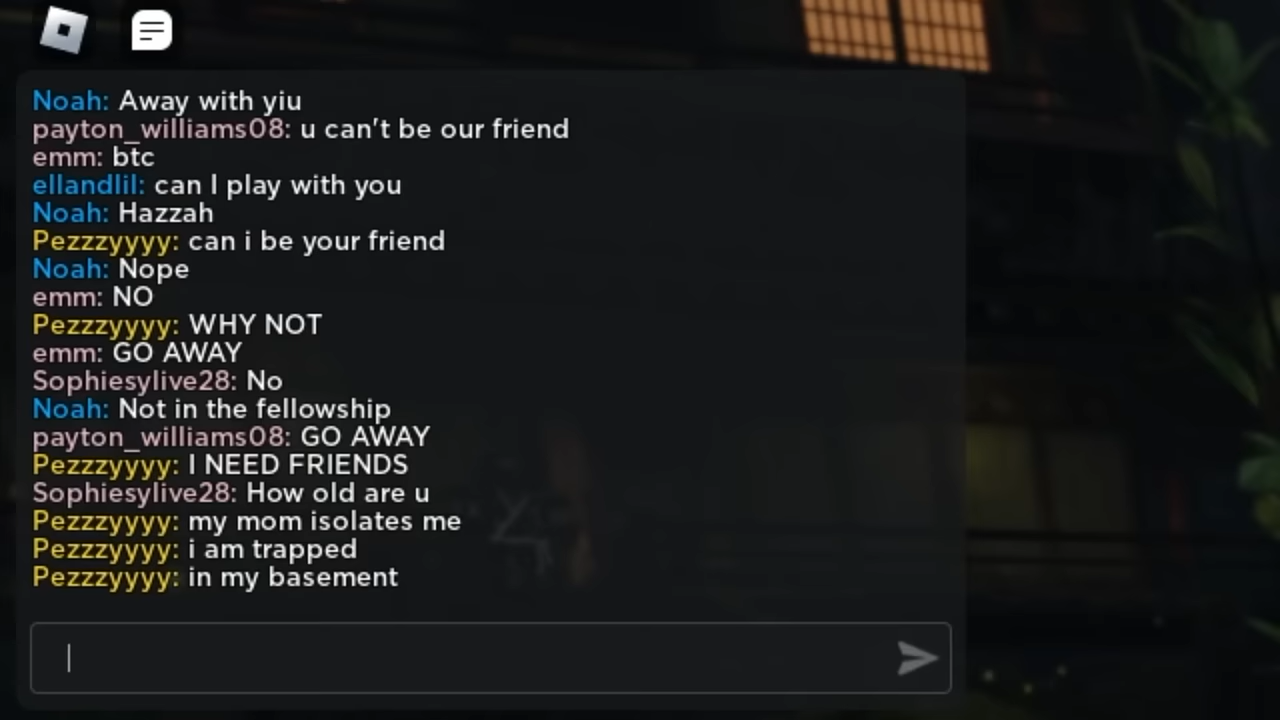 Noah: Away with yiu
payton_williams08: u can't be our friend
emm: btc
ellandlil: can I play with you
Noah: Hazzah
Pezzzyyyy: can i be your friend
Noah: Nope
emm: NO
Pezzzyyyy: WHY NOT
emm: GO AWAY
Sophiesylive28: No
Noah: Not in the fellowship
payton_williams08: GO AWAY
Pezzzyyyy: I NEED FRIENDS
Sophiesylive28: How old are u
Pezzzyyyy: my mom isolates me
Pezzzyyyy: i am trapped
Pezzzyyyy: in my basement